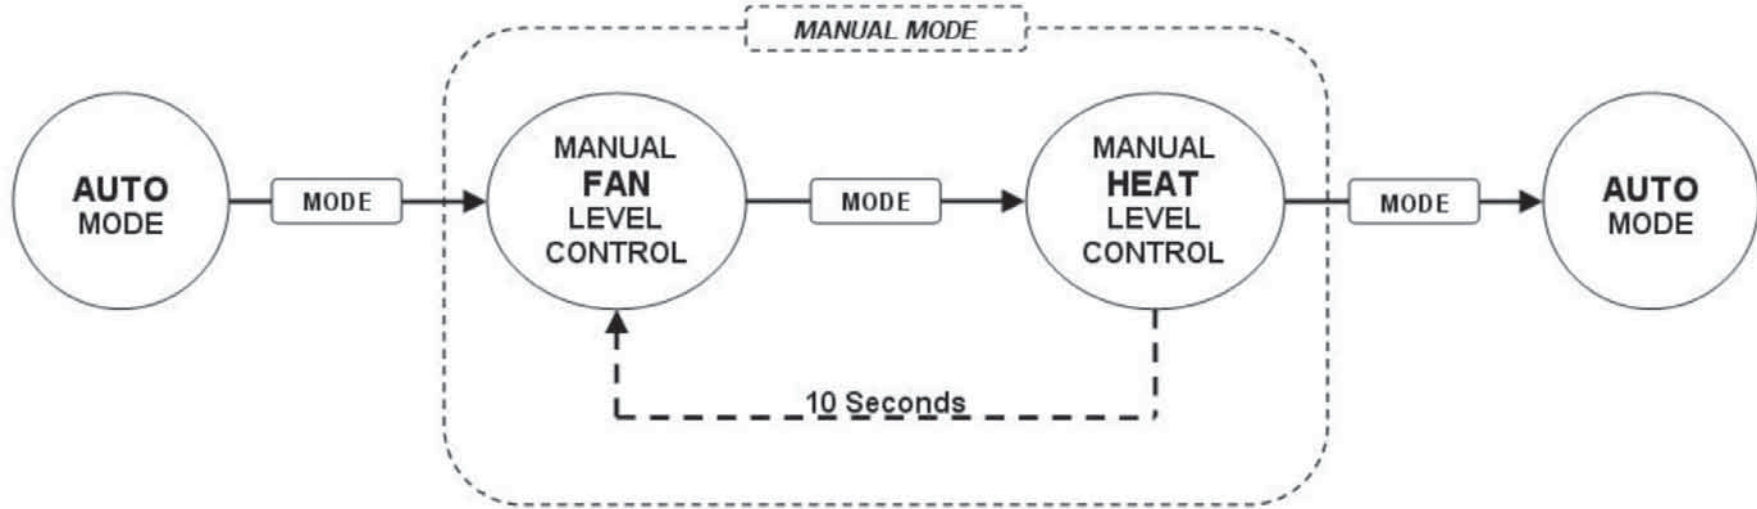 MANUAL MODE
AUTO
MODE
MODE
MANUAL
FAN
LEVEL
CONTROL
MODE
MANUAL
HEAT
LEVEL
CONTROL
MODE
AUTO
MODE
10 Seconds